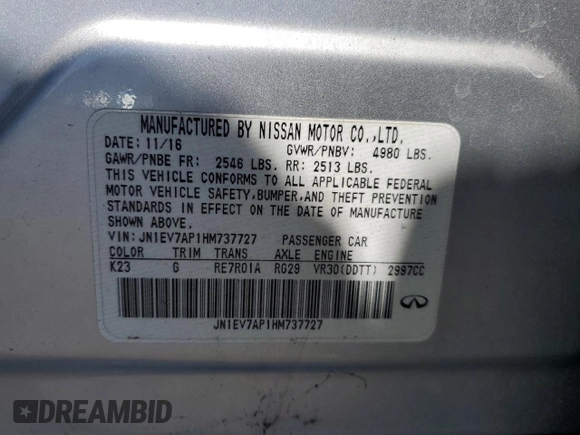 MANUFACTURED BY NISSAN MOTOR CO.,LTD.
DATE: 11/16 GVWR/PNBV: 4980 LBS.
GAWR/PNBE FR: 2546 LBS. RR: 2513 LBS.
THIS VEHICLE CONFORMS TO ALL APPLICABLE FEDERAL
MOTOR VEHICLE SAFETY,BUMPER,AND THEFT PREVENTION
STANDARDS IN EFFECT ON THE DATE OF MANUFACTURE
SHOWN ABOVE.
VIN: JN1EV7AP1HM737727 PASSENGER CAR
COLOR TRIM TRANS AXLE ENGINE
K23 G RE7R01A RG29 VR30(DDTT) 2997CC
JN1EV7AP1HM737727
DREAMBID